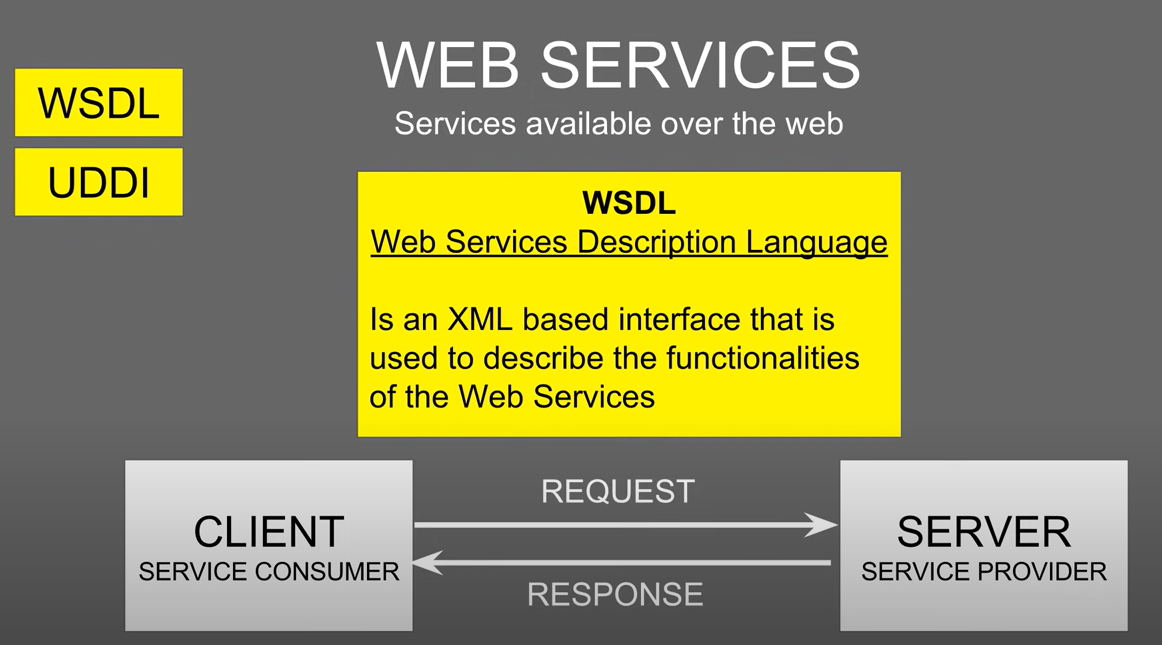 WEB SERVICES
Services available over the web
WSDL
UDDI
WSDL
Web Services Description Language
Is an XML based interface that is
used to describe the functionalities
of the Web Services
CLIENT
SERVICE CONSUMER
REQUEST
RESPONSE
SERVER
SERVICE PROVIDER